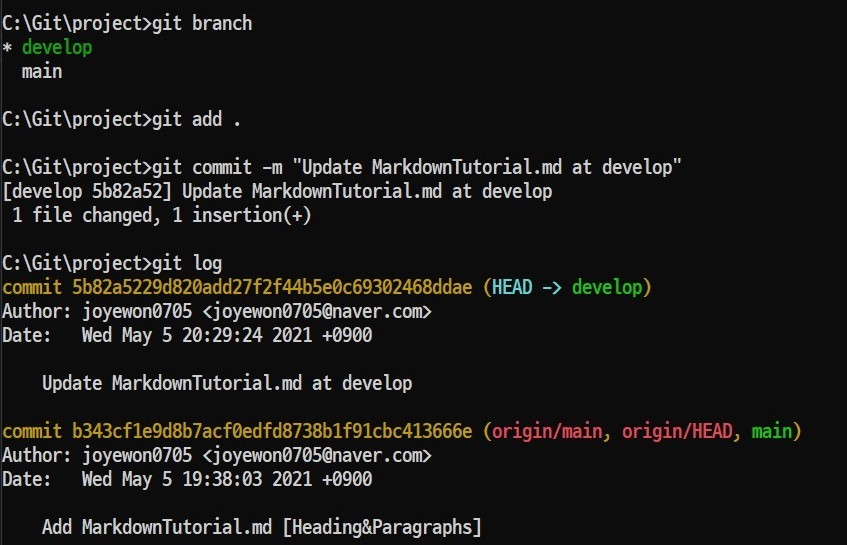 C:\Git\project>git branch
* develop
  main
C:\Git\project>git add .
C:\Git\project>git commit -m "Update MarkdownTutorial.md at develop"
[develop 5b82a52] Update MarkdownTutorial.md at develop
 1 file changed, 1 insertion(+)
C:\Git\project>git log
commit 5b82a5229d820add27f2f44b5e0c69302468ddae (HEAD -> develop)
Author: joyewon0705 <joyewon0705@naver.com>
Date:   Wed May 5 20:29:24 2021 +0900
    Update MarkdownTutorial.md at develop
commit b343cf1e9d8b7acf0edfd8738b1f91cbc413666e (origin/main, origin/HEAD, main)
Author: joyewon0705 <joyewon0705@naver.com>
Date:   Wed May 5 19:38:03 2021 +0900
    Add MarkdownTutorial.md [Heading&Paragraphs]